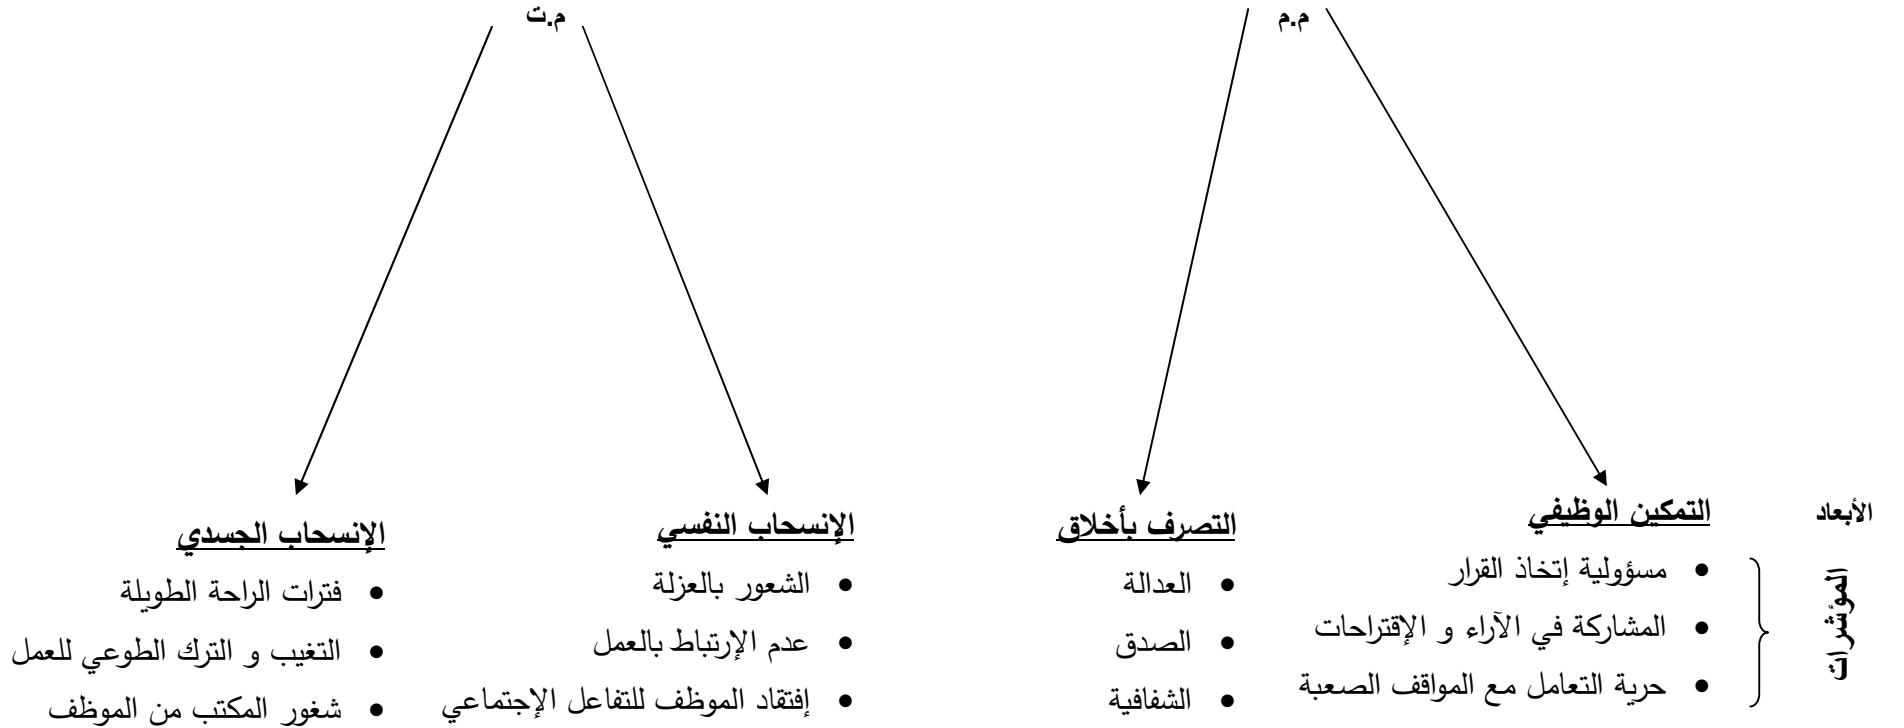 م.م
م.ت
الأبعاد
التمكين الوظيفي
التصرف بأخلاق
الإنسحاب النفسي
الإنسحاب الجسدي
المؤشرات
• مسؤولية إتخاذ القرار
• المشاركة في الآراء و الإقتراحات
• حرية التعامل مع المواقف الصعبة
• العدالة
• الصدق
• الشفافية
• الشعور بالعزلة
• عدم الإرتباط بالعمل
• إفتقاد الموظف للتفاعل الإجتماعي
• فترات الراحة الطويلة
• التغيب و الترك الطوعي للعمل
• شغور المكتب من الموظف